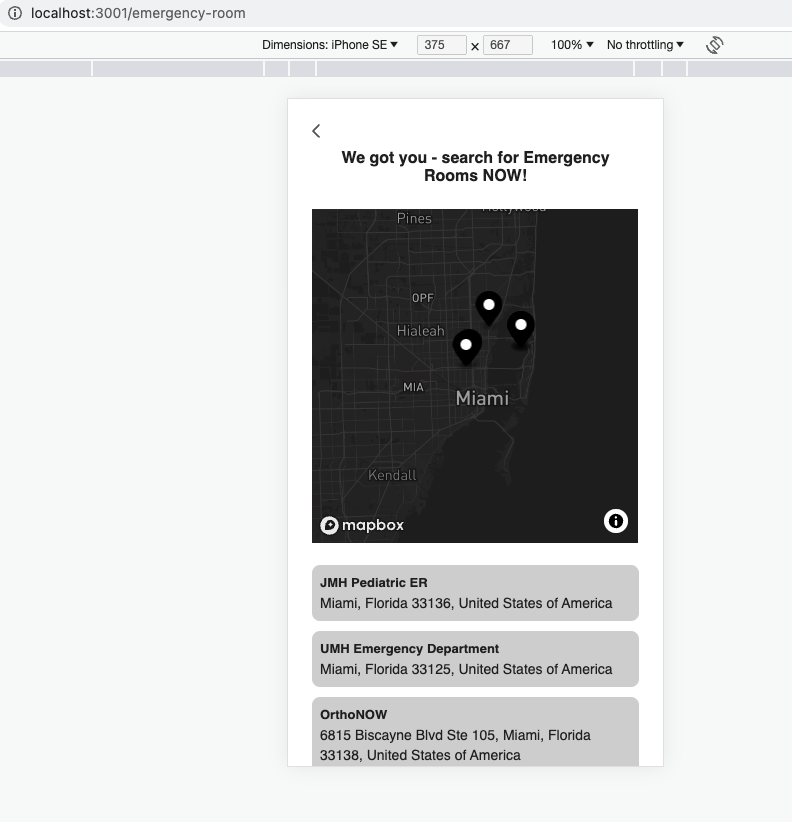 localhost:3001/emergency-room
Dimensions: iPhone SE 375 x 667 100% No throttling
We got you - search for Emergency
Rooms NOW!
Hollywood
Pines
OPF
Hialeah
MIA
Miami
Kendall
mapbox
JMH Pediatric ER
Miami, Florida 33136, United States of America
UMH Emergency Department
Miami, Florida 33125, United States of America
OrthoNOW
6815 Biscayne Blvd Ste 105, Miami, Florida
33138, United States of America